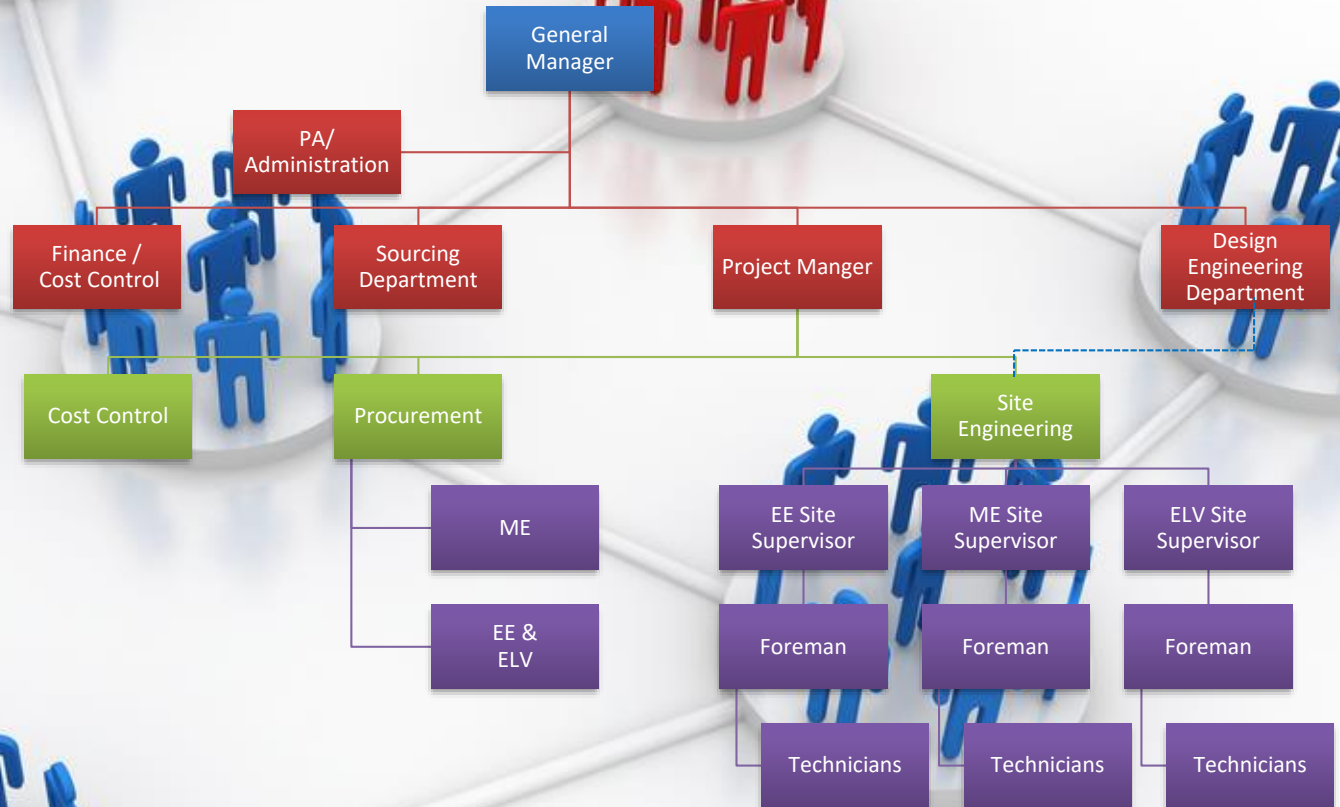 General
Manager
PA/
Administration
Finance /
Cost Control
Sourcing
Department
Project Manger
Design
Engineering
Department
Cost Control
Procurement
Site
Engineering
ME
EE &
ELV
EE Site
Supervisor
ME Site
Supervisor
ELV Site
Supervisor
Foreman
Foreman
Foreman
Technicians
Technicians
Technicians